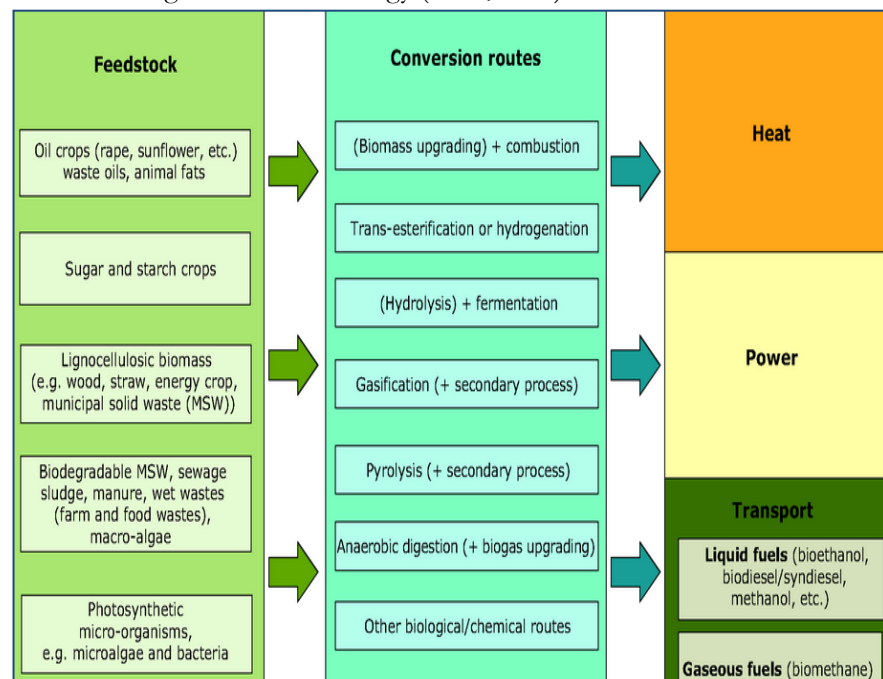 Feedstock
Oil crops (rape, sunflower, etc.)
waste oils, animal fats
Sugar and starch crops
Lignocellulosic biomass
(e.g. wood, straw, energy crop,
municipal solid waste (MSW))
Biodegradable MSW, sewage
sludge, manure, wet wastes
(farm and food wastes),
macro-algae
Photosynthetic
micro-organisms,
e.g. microalgae and bacteria
Conversion routes
(Biomass upgrading) + combustion
Trans-esterification or hydrogenation
(Hydrolysis) + fermentation
Gasification (+ secondary process)
Pyrolysis (+ secondary process)
Anaerobic digestion (+ biogas upgrading)
Other biological/chemical routes
Heat
Power
Transport
Liquid fuels (bioethanol,
biodiesel/syndiesel,
methanol, etc.)
Gaseous fuels (biomethane)